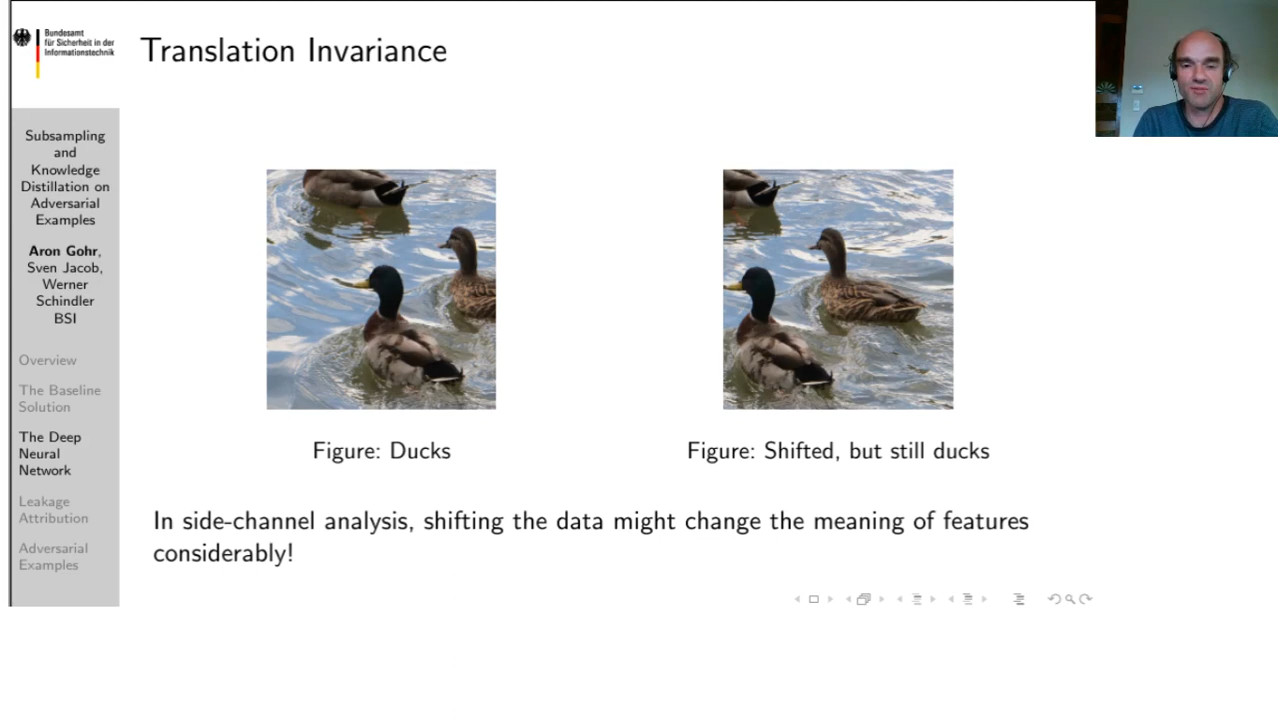 Bundesamt
für Sicherheit in der
Informationstechnik
Translation Invariance
Subsampling
and
Knowledge
Distillation on
Adversarial
Examples
Aron Gohr,
Sven Jacob,
Werner
Schindler
BSI
Overview
The Baseline
Solution
The Deep
Neural
Network
Leakage
Attribution
Adversarial
Examples
Figure: Ducks
Figure: Shifted, but still ducks
In side-channel analysis, shifting the data might change the meaning of features
considerably!